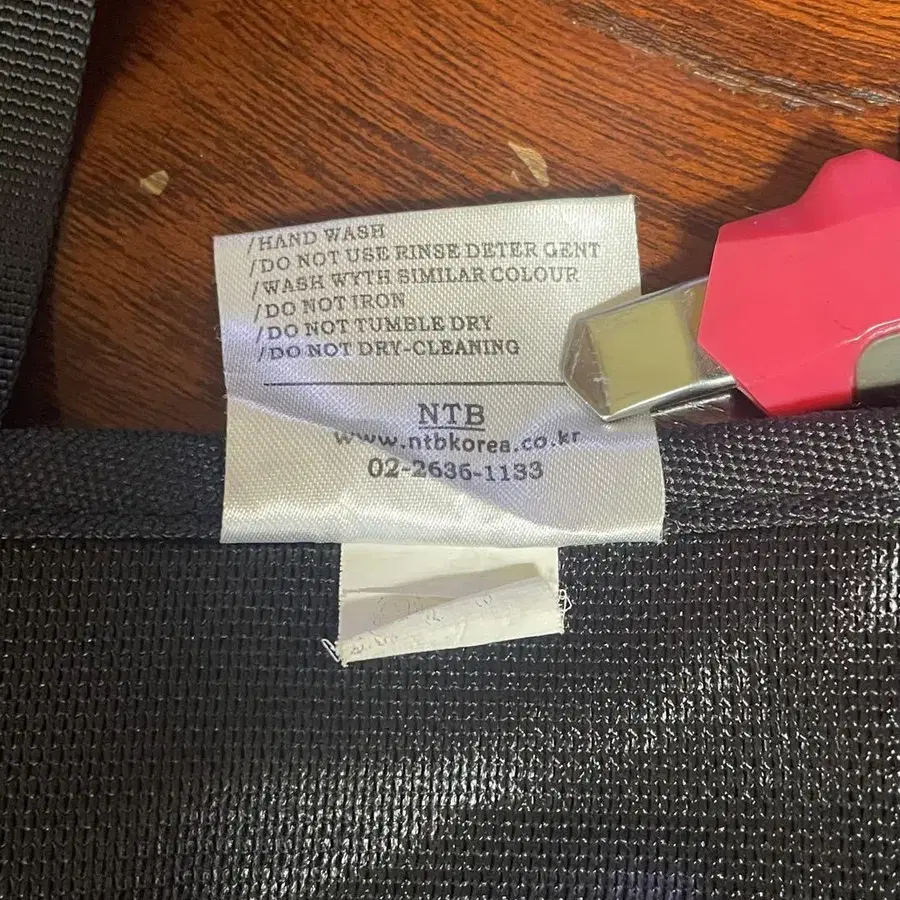 /HAND WASH
/DO NOT USE RINSE DETER GENT
/WASH WYTH SIMILAR COLOUR
/DO NOT IRON
/DO NOT TUMBLE DRY
/DO NOT DRY-CLEANING
NTB
www.ntbkorea.co.kr
02-2636-1133